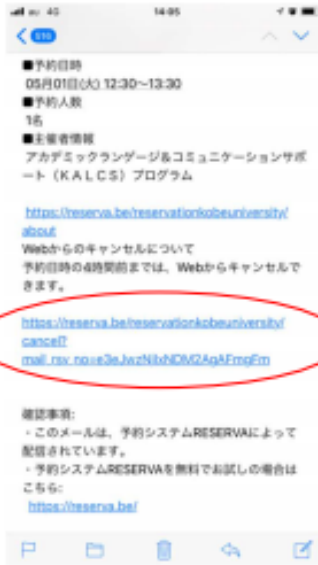 au 4G 14:05
■予約日時
05月01日(火) 12:30～13:30
■予約人数
1名
■主催者情報
アカデミックランゲージ&コミュニケーションサポ
ート（KALCS）プログラム
https://reserva.be/reservationkobeuniversity/
about
Webからのキャンセルについて
予約日時の4時間前までは、Webからキャンセルで
きます。
https://reserva.be/reservationkobeuniversity/
cancel?
確認事項:
・このメールは、予約システムRESERVAによって
配信されています。
・予約システムRESERVAを無料でお試しの場合は
こちら:
https://reserva.be/